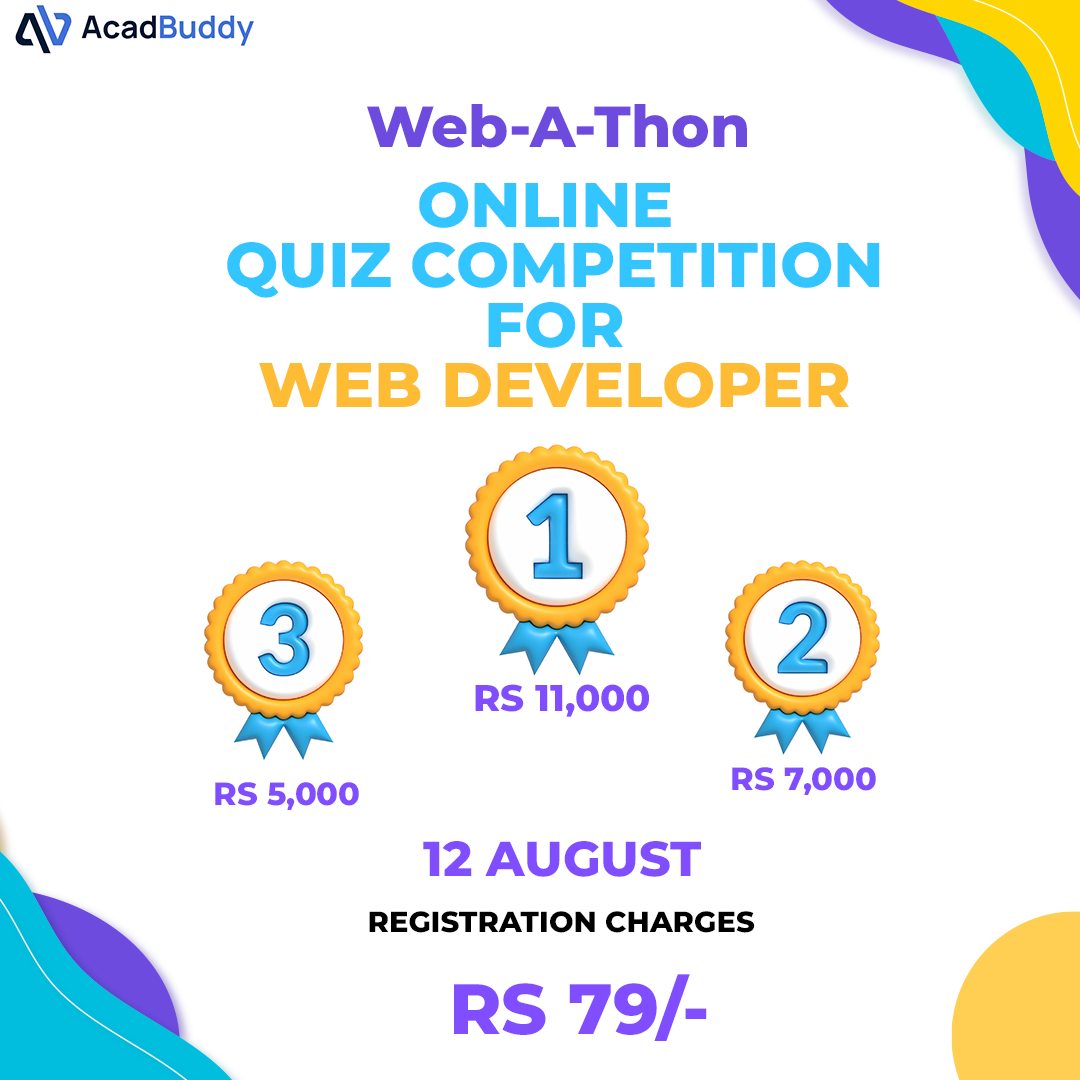 AcadBuddy
Web-A-Thon
ONLINE
QUIZ COMPETITION
FOR
WEB DEVELOPER
1
3
2
RS 11,000
RS 5,000
RS 7,000
12 AUGUST
REGISTRATION CHARGES
RS 79/-